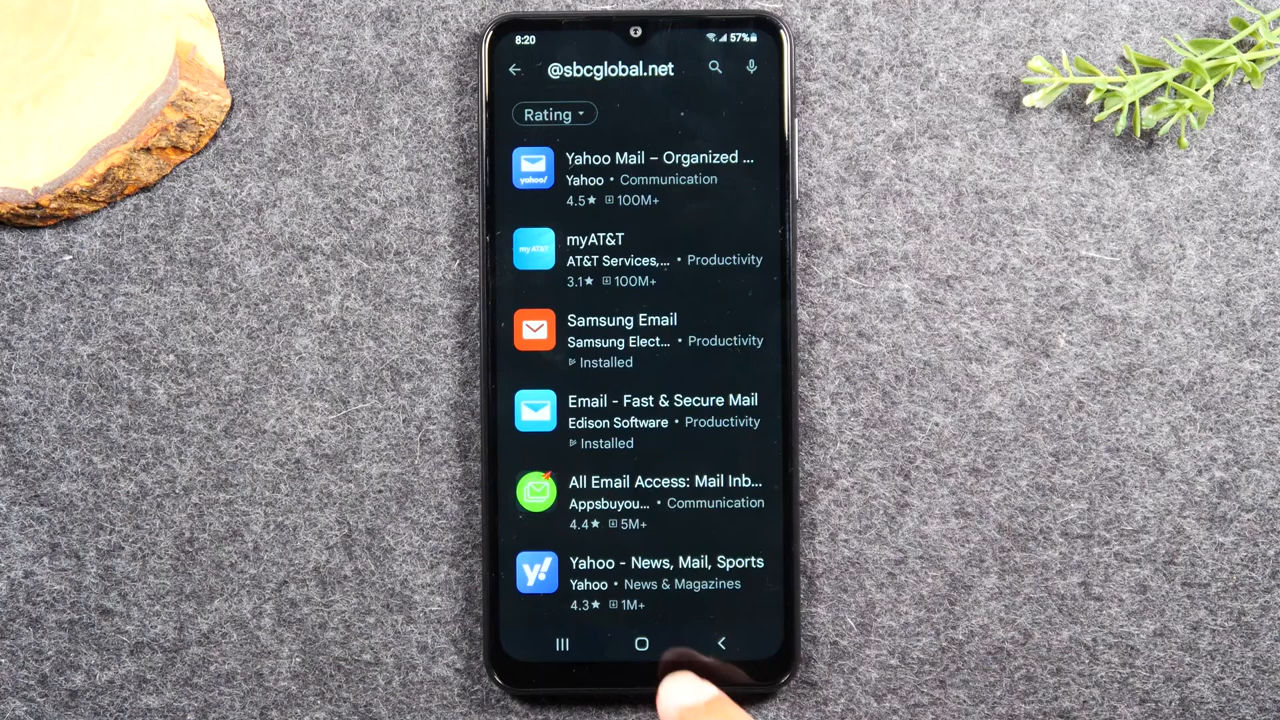 8:20
57%
@sbcglobal.net
Rating
yahoo!
Yahoo Mail – Organized ...
Yahoo • Communication
4.5★ 100M+
myAT&T
myAT&T
AT&T Services,... • Productivity
3.1★ 100M+
Samsung Email
Samsung Elect... • Productivity
Installed
Email - Fast & Secure Mail
Edison Software • Productivity
Installed
All Email Access: Mail Inb...
Appsbuyou... • Communication
4.4★ 5M+
y!
Yahoo - News, Mail, Sports
Yahoo • News & Magazines
4.3★ 1M+